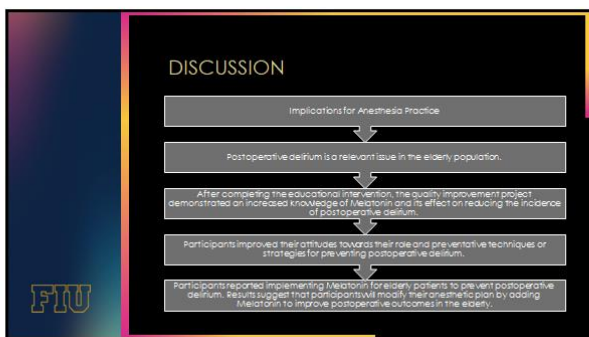 DISCUSSION
Implications for Anesthesia Practice
Postoperative delirium is a relevant issue in the elderly population.
After completing the educational intervention, the quality improvement project
demonstrated an increased knowledge of Melatonin and its effect on reducing the incidence
of postoperative delirium.
Participants improved their attitudes towards their role and preventative techniques or
strategies for preventing postoperative delirium.
Participants reported implementing Melatonin for elderly patients to prevent postoperative
delirium. Results suggest that participants will modify their anesthetic plan by adding
Melatonin to improve postoperative outcomes in the elderly.
FIU